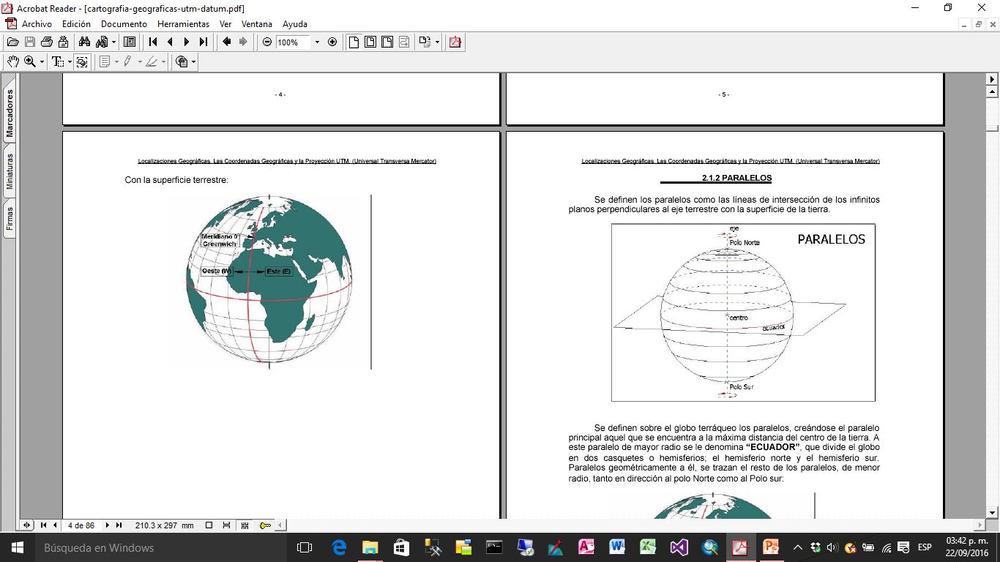 Acrobat Reader - [cartografia-geograficas-utm-datum.pdf]
Archivo Edición Documento Herramientas Ver Ventana Ayuda
100%
Marcadores
Miniaturas
Firmas
- 4 -
- 5 -
Localizaciones Geográficas. Las Coordenadas Geográficas y la Proyección UTM. (Universal Transversa Mercator)
Con la superficie terrestre:
Meridiano 0
Greenwich
Oeste (W)
Este (E)
Localizaciones Geográficas. Las Coordenadas Geográficas y la Proyección UTM. (Universal Transversa Mercator)
2.1.2 PARALELOS
Se definen los paralelos como las líneas de intersección de los infinitos
planos perpendiculares al eje terrestre con la superficie de la tierra.
eje
Polo Norte
PARALELOS
centro
ecuador
Polo Sur
Se definen sobre el globo terráqueo los paralelos, creándose el paralelo
principal aquel que se encuentra a la máxima distancia del centro de la tierra. A
este paralelo de mayor radio se le denomina “ECUADOR”, que divide el globo
en dos casquetes o hemisferios; el hemisferio norte y el hemisferio sur.
Paralelos geométricamente a él, se trazan el resto de los paralelos, de menor
radio, tanto en dirección al polo Norte como al Polo sur:
4 de 86
210.3 x 297 mm
Búsqueda en Windows
ESP
03:42 p. m.
22/09/2016